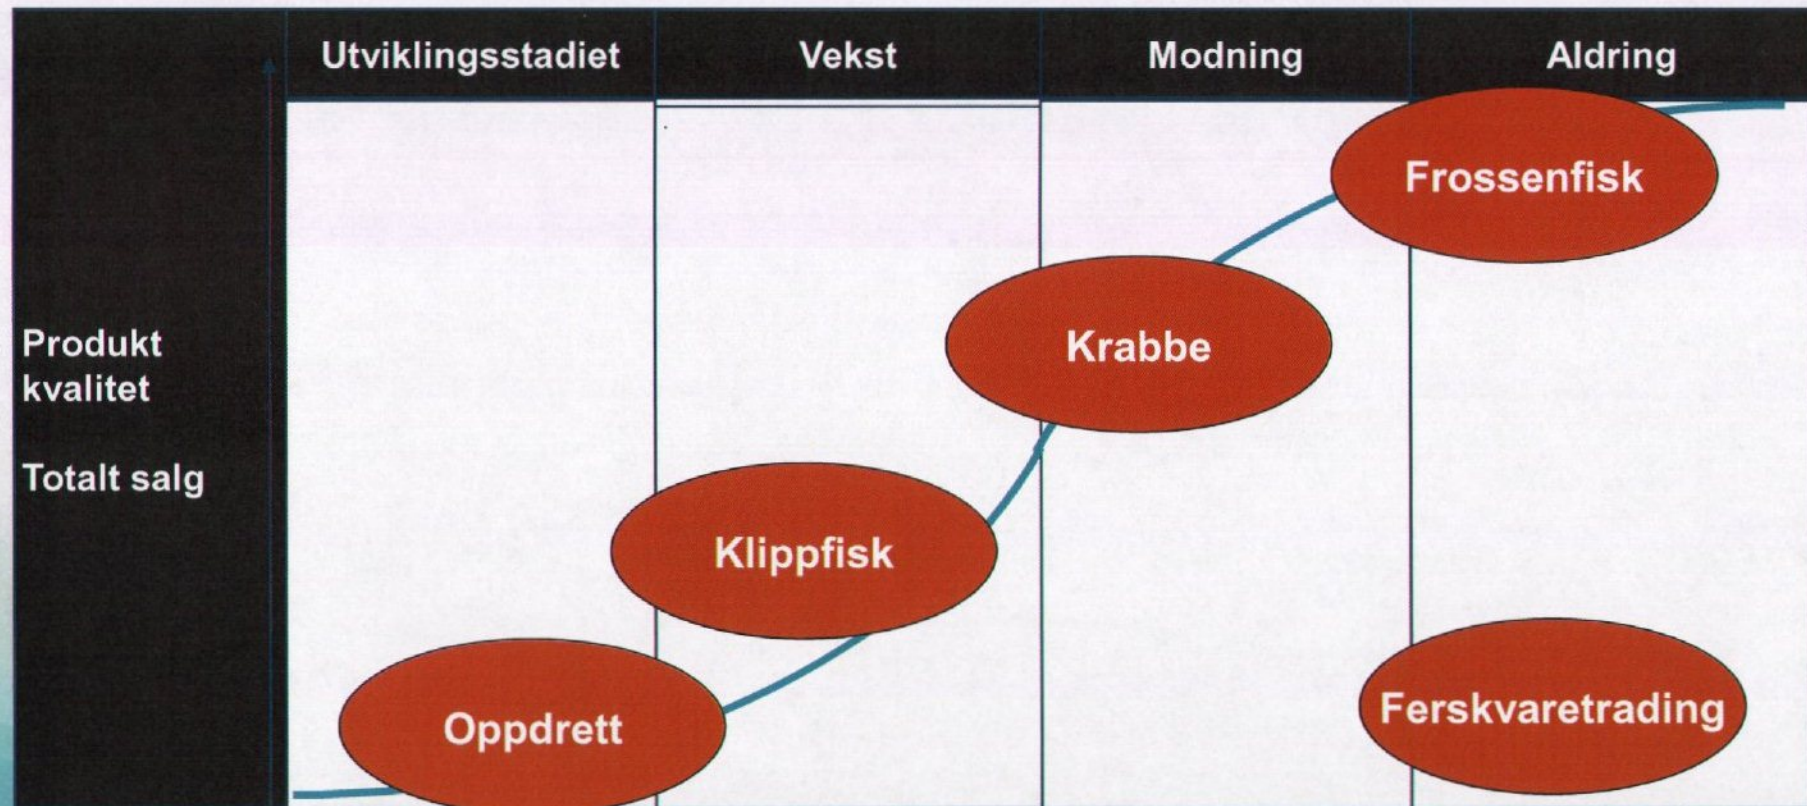 Utviklingsstadiet
Vekst
Modning
Aldring
Produkt
kvalitet
Totalt salg
Frossenfisk
Krabbe
Klippfisk
Oppdrett
Ferskvaretrading